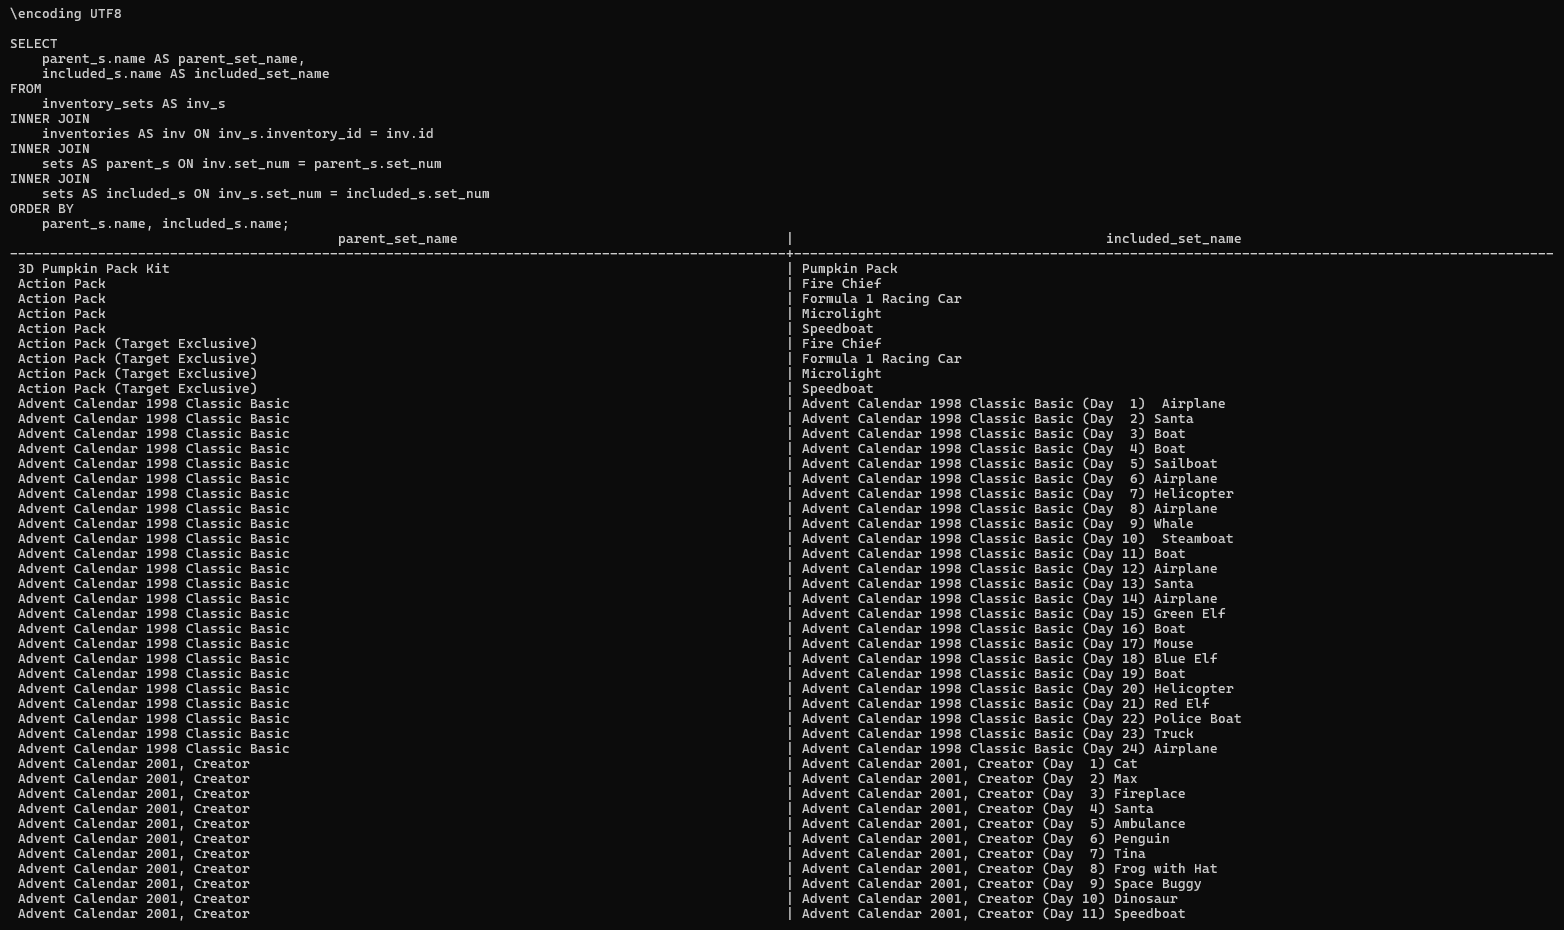 \encoding UTF8
SELECT
    parent_s.name AS parent_set_name,
    included_s.name AS included_set_name
FROM
    inventory_sets AS inv_s
INNER JOIN
    inventories AS inv ON inv_s.inventory_id = inv.id
INNER JOIN
    sets AS parent_s ON inv.set_num = parent_s.set_num
INNER JOIN
    sets AS included_s ON inv_s.set_num = included_s.set_num
ORDER BY
    parent_s.name, included_s.name;
parent_set_name | included_set_name
3D Pumpkin Pack Kit | Pumpkin Pack
Action Pack | Fire Chief
Action Pack | Formula 1 Racing Car
Action Pack | Microlight
Action Pack | Speedboat
Action Pack (Target Exclusive) | Fire Chief
Action Pack (Target Exclusive) | Formula 1 Racing Car
Action Pack (Target Exclusive) | Microlight
Action Pack (Target Exclusive) | Speedboat
Advent Calendar 1998 Classic Basic | Advent Calendar 1998 Classic Basic (Day  1)  Airplane
Advent Calendar 1998 Classic Basic | Advent Calendar 1998 Classic Basic (Day  2) Santa
Advent Calendar 1998 Classic Basic | Advent Calendar 1998 Classic Basic (Day  3) Boat
Advent Calendar 1998 Classic Basic | Advent Calendar 1998 Classic Basic (Day  4) Boat
Advent Calendar 1998 Classic Basic | Advent Calendar 1998 Classic Basic (Day  5) Sailboat
Advent Calendar 1998 Classic Basic | Advent Calendar 1998 Classic Basic (Day  6) Airplane
Advent Calendar 1998 Classic Basic | Advent Calendar 1998 Classic Basic (Day  7) Helicopter
Advent Calendar 1998 Classic Basic | Advent Calendar 1998 Classic Basic (Day  8) Airplane
Advent Calendar 1998 Classic Basic | Advent Calendar 1998 Classic Basic (Day  9) Whale
Advent Calendar 1998 Classic Basic | Advent Calendar 1998 Classic Basic (Day 10)  Steamboat
Advent Calendar 1998 Classic Basic | Advent Calendar 1998 Classic Basic (Day 11) Boat
Advent Calendar 1998 Classic Basic | Advent Calendar 1998 Classic Basic (Day 12) Airplane
Advent Calendar 1998 Classic Basic | Advent Calendar 1998 Classic Basic (Day 13) Santa
Advent Calendar 1998 Classic Basic | Advent Calendar 1998 Classic Basic (Day 14) Airplane
Advent Calendar 1998 Classic Basic | Advent Calendar 1998 Classic Basic (Day 15) Green Elf
Advent Calendar 1998 Classic Basic | Advent Calendar 1998 Classic Basic (Day 16) Boat
Advent Calendar 1998 Classic Basic | Advent Calendar 1998 Classic Basic (Day 17) Mouse
Advent Calendar 1998 Classic Basic | Advent Calendar 1998 Classic Basic (Day 18) Blue Elf
Advent Calendar 1998 Classic Basic | Advent Calendar 1998 Classic Basic (Day 19) Boat
Advent Calendar 1998 Classic Basic | Advent Calendar 1998 Classic Basic (Day 20) Helicopter
Advent Calendar 1998 Classic Basic | Advent Calendar 1998 Classic Basic (Day 21) Red Elf
Advent Calendar 1998 Classic Basic | Advent Calendar 1998 Classic Basic (Day 22) Police Boat
Advent Calendar 1998 Classic Basic | Advent Calendar 1998 Classic Basic (Day 23) Truck
Advent Calendar 1998 Classic Basic | Advent Calendar 1998 Classic Basic (Day 24) Airplane
Advent Calendar 2001, Creator | Advent Calendar 2001, Creator (Day  1) Cat
Advent Calendar 2001, Creator | Advent Calendar 2001, Creator (Day  2) Max
Advent Calendar 2001, Creator | Advent Calendar 2001, Creator (Day  3) Fireplace
Advent Calendar 2001, Creator | Advent Calendar 2001, Creator (Day  4) Santa
Advent Calendar 2001, Creator | Advent Calendar 2001, Creator (Day  5) Ambulance
Advent Calendar 2001, Creator | Advent Calendar 2001, Creator (Day  6) Penguin
Advent Calendar 2001, Creator | Advent Calendar 2001, Creator (Day  7) Tina
Advent Calendar 2001, Creator | Advent Calendar 2001, Creator (Day  8) Frog with Hat
Advent Calendar 2001, Creator | Advent Calendar 2001, Creator (Day  9) Space Buggy
Advent Calendar 2001, Creator | Advent Calendar 2001, Creator (Day 10) Dinosaur
Advent Calendar 2001, Creator | Advent Calendar 2001, Creator (Day 11) Speedboat